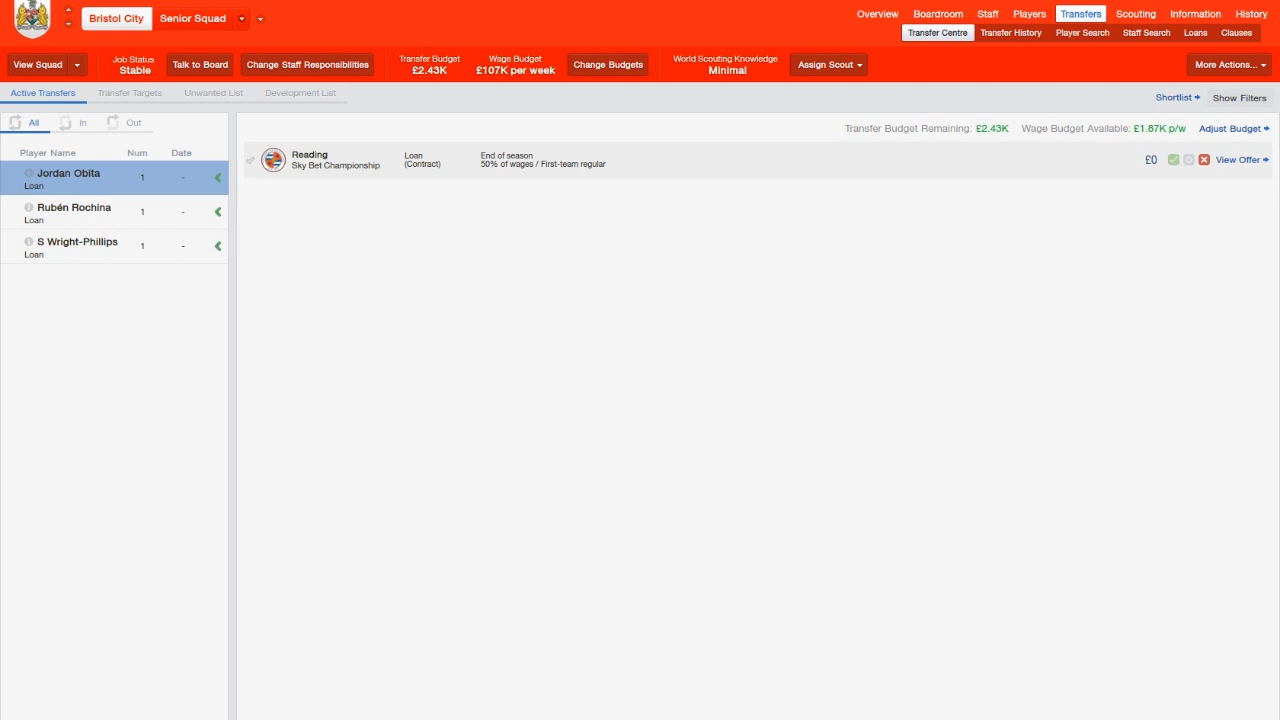 Bristol City
Senior Squad
Overview
Boardroom
Staff
Players
Transfers
Scouting
Information
History
Transfer Centre
Transfer History
Player Search
Staff Search
Loans
Clauses
View Squad
Job Status
Stable
Talk to Board
Change Staff Responsibilities
Transfer Budget
£2.43K
Wage Budget
£107K per week
Change Budgets
World Scouting Knowledge
Minimal
Assign Scout
More Actions...
Active Transfers
Transfer Targets
Unwanted List
Development List
Shortlist
Show Filters
All
In
Out
Transfer Budget Remaining: £2.43K
Wage Budget Available: £1.87K p/w
Adjust Budget
Player Name
Num
Date
Jordan Obita
Loan
1
-
Rubén Rochina
Loan
1
-
S Wright-Phillips
Loan
1
-
Reading
Sky Bet Championship
Loan
(Contract)
End of season
50% of wages / First-team regular
£0
View Offer